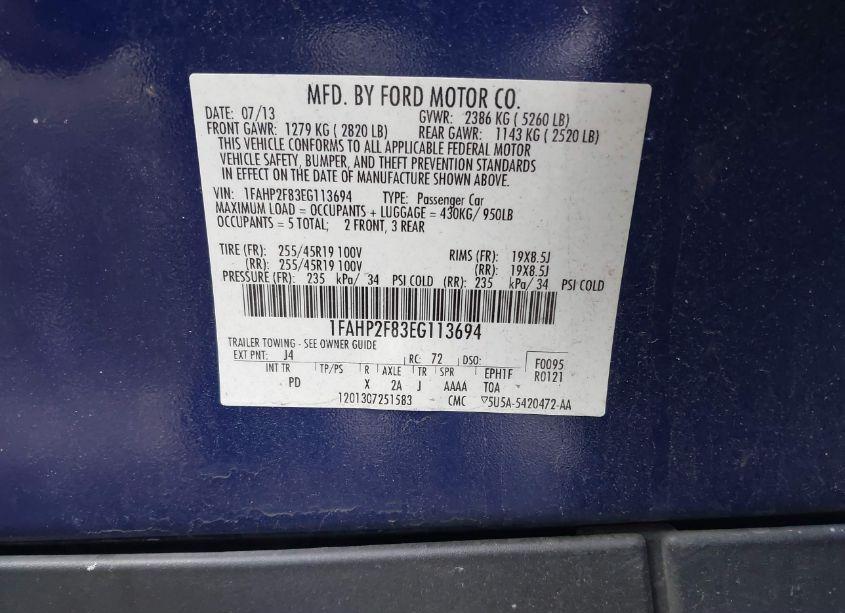 MFD. BY FORD MOTOR CO.
DATE: 07/13 GVWR: 2386 KG ( 5260 LB)
FRONT GAWR: 1279 KG ( 2820 LB) REAR GAWR: 1143 KG ( 2520 LB)
THIS VEHICLE CONFORMS TO ALL APPLICABLE FEDERAL MOTOR
VEHICLE SAFETY, BUMPER, AND THEFT PREVENTION STANDARDS
IN EFFECT ON THE DATE OF MANUFACTURE SHOWN ABOVE.
VIN: 1FAHP2F83EG113694 TYPE: Passenger Car
MAXIMUM LOAD = OCCUPANTS + LUGGAGE = 430KG/ 950LB
OCCUPANTS = 5 TOTAL; 2 FRONT, 3 REAR
TIRE (FR): 255/45R19 100V RIMS (FR): 19X8.5J
(RR): 255/45R19 100V (RR): 19X8.5J
PRESSURE (FR): 235 kPa/ 34 PSI COLD (RR): 235 kPa/ 34 PSI COLD
1FAHP2F83EG113694
TRAILER TOWING - SEE OWNER GUIDE
EXT PNT: J4 RC: 72 DSO: F0095
INT TR TP/PS R AXLE TR SPR EPH1F R0121
PD X 2A J AAAA TOA
1201307251583 CMC ▽5U5A-5420472-AA